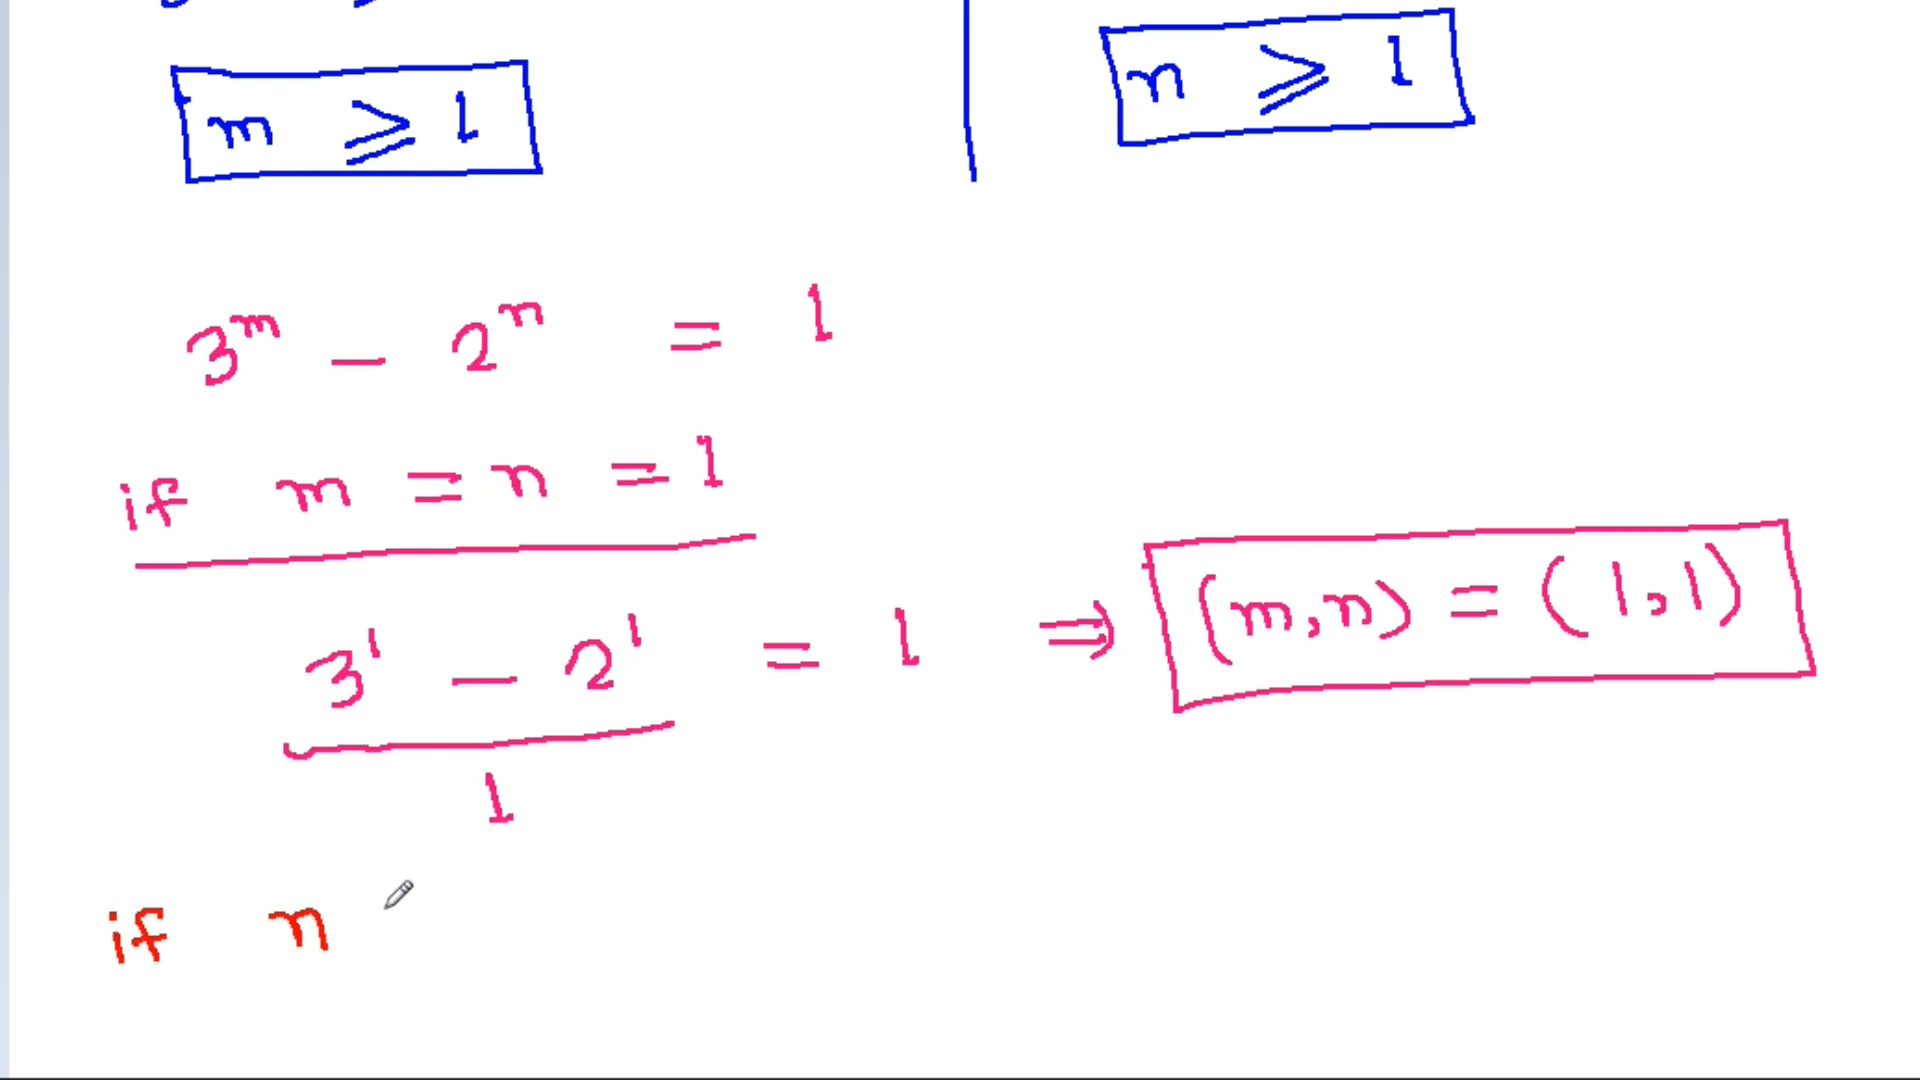 m ⩾ 1
n ⩾ 1
3^m − 2^n = 1
if m = n = 1
3^1 − 2^1 = 1 ⇒ (m,n) = (1,1)
1
if n